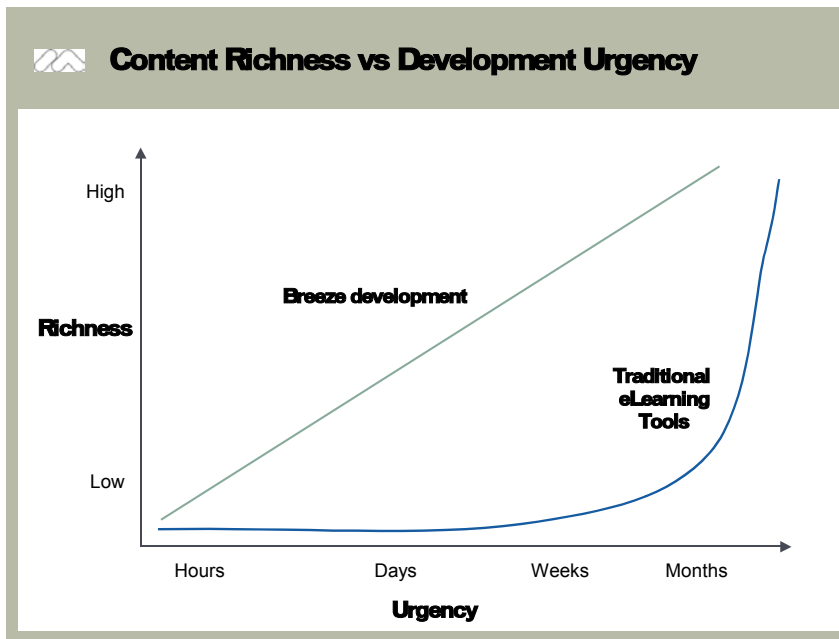 Content Richness vs Development Urgency
High
Breeze development
Richness
Traditional
eLearning
Tools
Low
Hours Days Weeks Months
Urgency